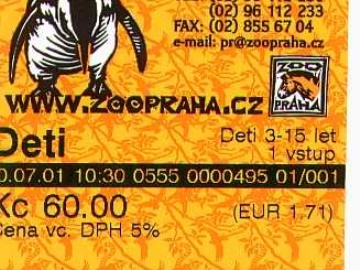 (02) 96 112 233
FAX: (02) 855 67 04
e-mail: pr@zoopraha.cz
WWW.ZOOPRAHA.CZ
ZOO
PRAHA
Deti
Deti 3-15 let
1 vstup
0.07.01 10:30 0555 0000495 01/001
Kc 60.00
(EUR 1.71)
Cena vc. DPH 5%